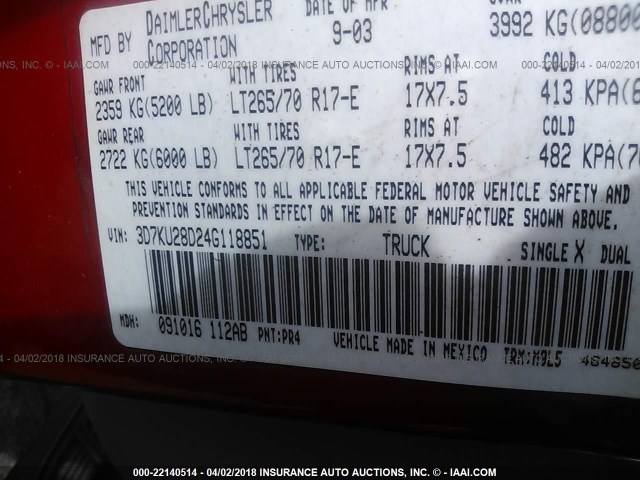 MFD BY DAIMLERCHRYSLER CORPORATION DATE OF MFR 9-03 GVWR 3992 KG(08800
GAWR FRONT WITH TIRES RIMS AT COLD
2359 KG(5200 LB) LT265/70 R17-E 17X7.5 413 KPA(6
GAWR REAR WITH TIRES RIMS AT COLD
2722 KG(6000 LB) LT265/70 R17-E 17X7.5 482 KPA(7
THIS VEHICLE CONFORMS TO ALL APPLICABLE FEDERAL MOTOR VEHICLE SAFETY AND
PREVENTION STANDARDS IN EFFECT ON THE DATE OF MANUFACTURE SHOWN ABOVE.
VIN: 3D7KU28D24G118851 TYPE: TRUCK SINGLE X DUAL
MDH: 091016 112AB PNT:PR4 VEHICLE MADE IN MEXICO TRM:M9L5 464850
000-22140514 - 04/02/2018 INSURANCE AUTO AUCTIONS, INC. © - IAAI.COM